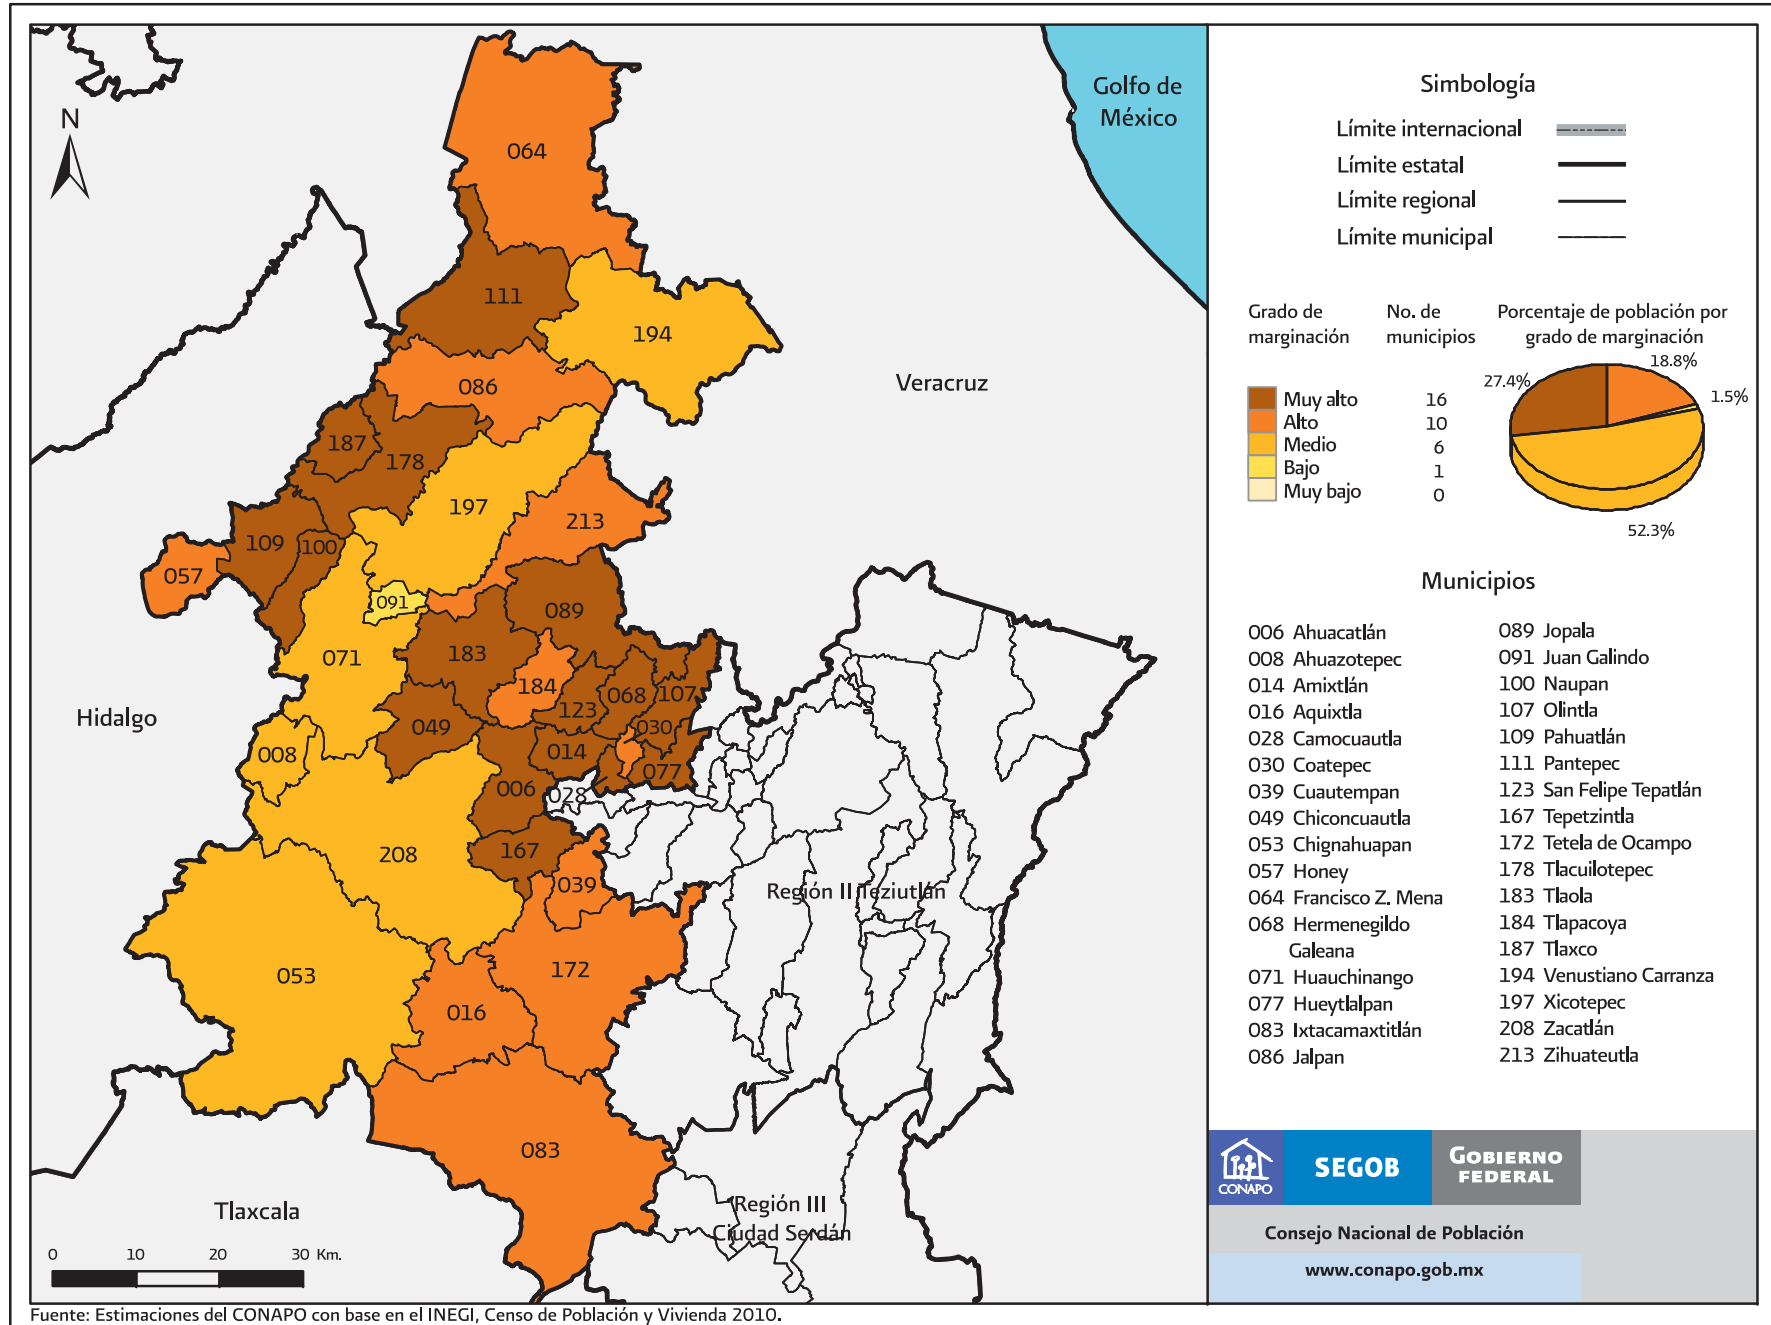 N
Golfo de
México
Veracruz
Hidalgo
Tlaxcala
Región II Teziutlán
Región III
Ciudad Serdán
064
111
194
086
187
178
197
213
109
100
057
091
089
071
183
184
068
107
123
049
030
014
008
077
006
028
208
167
039
053
172
016
083
0 10 20 30 Km.
Simbología
Límite internacional
Límite estatal
Límite regional
Límite municipal
Grado de marginación
No. de municipios
Porcentaje de población por grado de marginación
Muy alto 16
Alto 10
Medio 6
Bajo 1
Muy bajo 0
18.8%
27.4%
1.5%
52.3%
Municipios
006 Ahuacatlán
008 Ahuazotepec
014 Amixtlán
016 Aquixtla
028 Camocuautla
030 Coatepec
039 Cuautempan
049 Chiconcuautla
053 Chignahuapan
057 Honey
064 Francisco Z. Mena
068 Hermenegildo
Galeana
071 Huauchinango
077 Hueytlalpan
083 Ixtacamaxtitlán
086 Jalpan
089 Jopala
091 Juan Galindo
100 Naupan
107 Olintla
109 Pahuatlán
111 Pantepec
123 San Felipe Tepatlán
167 Tepetzintla
172 Tetela de Ocampo
178 Tlacuilotepec
183 Tlaola
184 Tlapacoya
187 Tlaxco
194 Venustiano Carranza
197 Xicotepec
208 Zacatlán
213 Zihuateutla
CONAPO
SEGOB
GOBIERNO
FEDERAL
Consejo Nacional de Población
www.conapo.gob.mx
Fuente: Estimaciones del CONAPO con base en el INEGI, Censo de Población y Vivienda 2010.